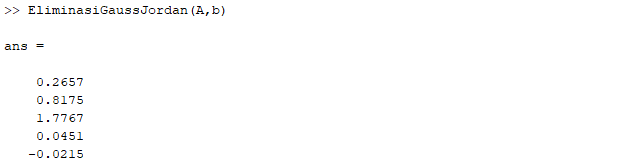 >> EliminasiGaussJordan(A,b)
ans =
0.2657
0.8175
1.7767
0.0451
-0.0215